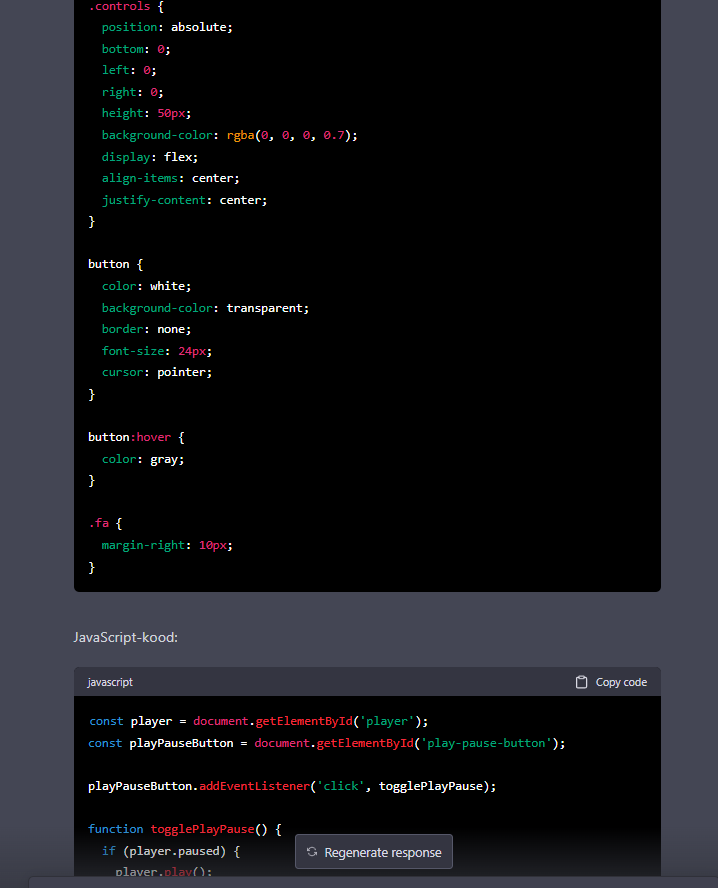 .controls {
  position: absolute;
  bottom: 0;
  left: 0;
  right: 0;
  height: 50px;
  background-color: rgba(0, 0, 0, 0.7);
  display: flex;
  align-items: center;
  justify-content: center;
}

button {
  color: white;
  background-color: transparent;
  border: none;
  font-size: 24px;
  cursor: pointer;
}

button:hover {
  color: gray;
}

.fa {
  margin-right: 10px;
}

JavaScript-kood:

javascript
Copy code

const player = document.getElementById('player');
const playPauseButton = document.getElementById('play-pause-button');

playPauseButton.addEventListener('click', togglePlayPause);

function togglePlayPause() {
  if (player.paused) {
    player.play();
Regenerate response